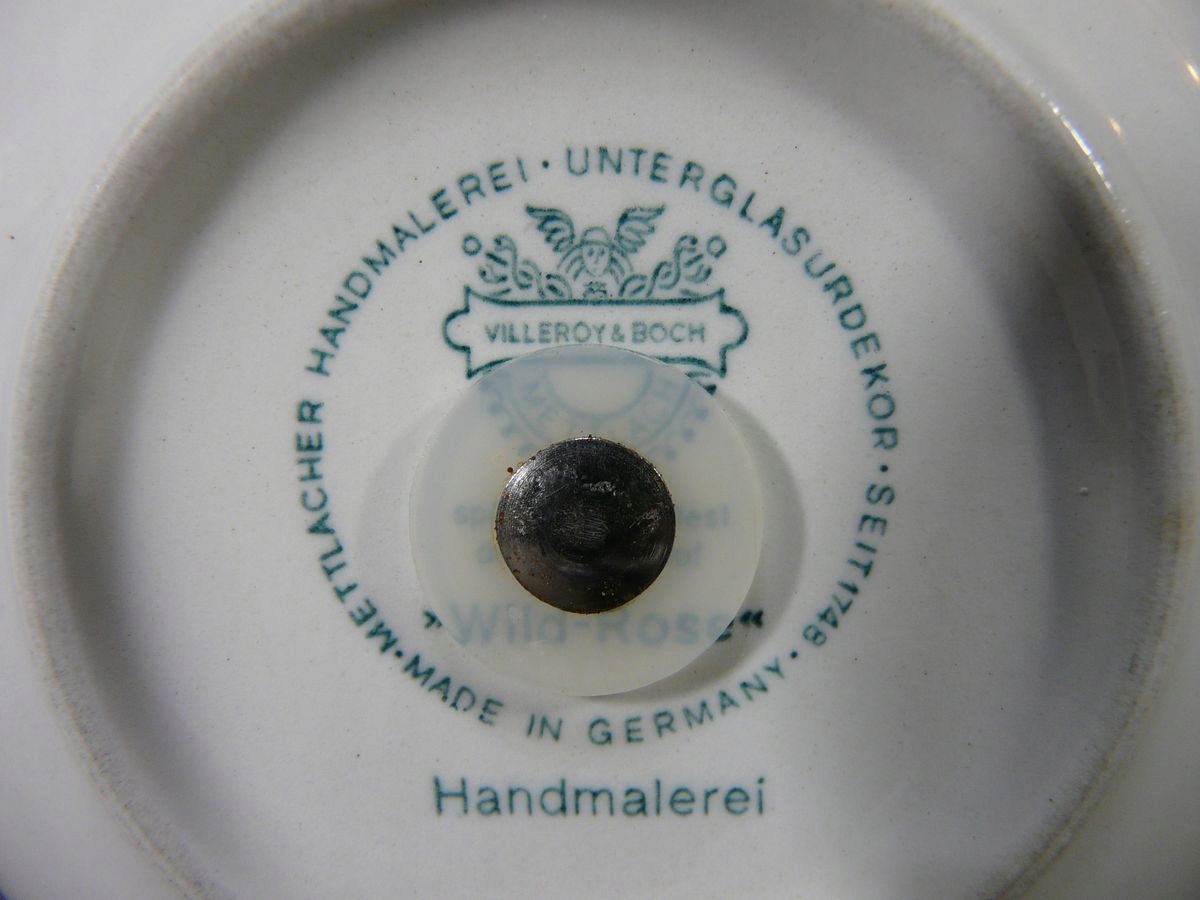 METTLACHER HANDMALEREI · UNTERGLASURDEKOR · SEIT 1748 · MADE IN GERMANY ·
VILLEROY & BOCH
"Wild-Rose"
Handmalerei